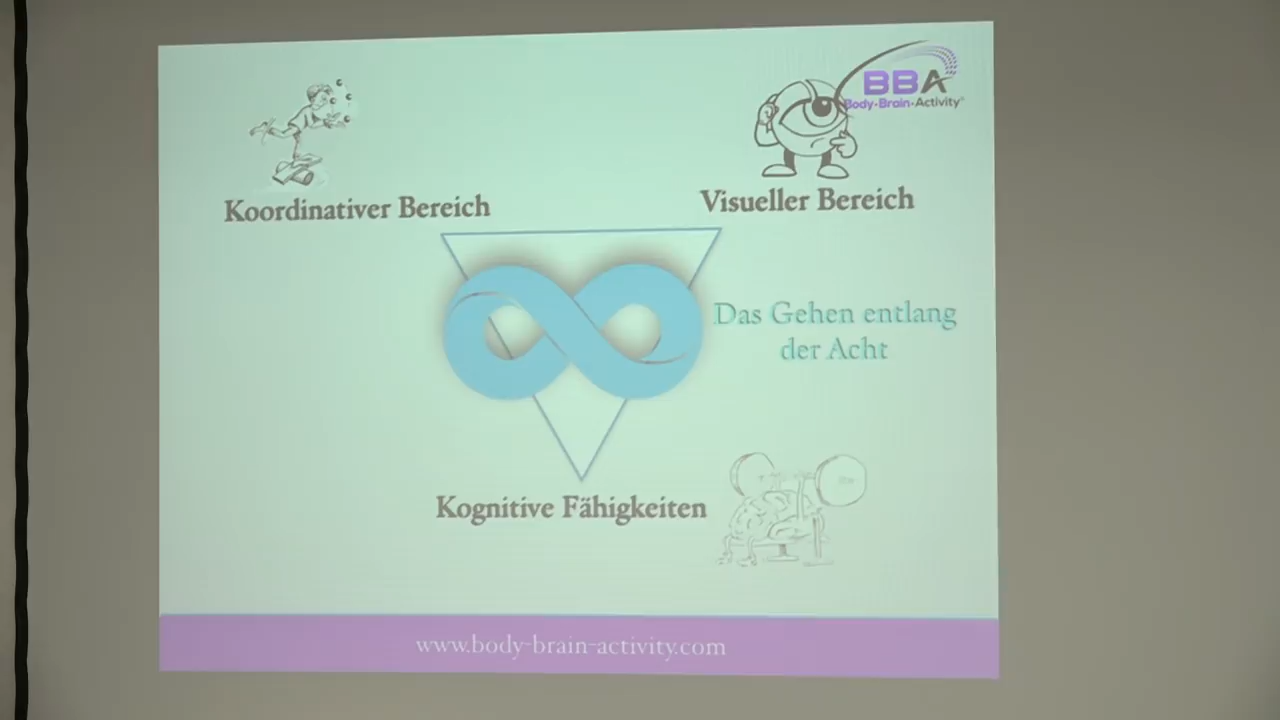 BBA
Body-Brain-Activity®
Koordinativer Bereich
Visueller Bereich
Das Gehen entlang
der Acht
Kognitive Fähigkeiten
www.body-brain-activity.com